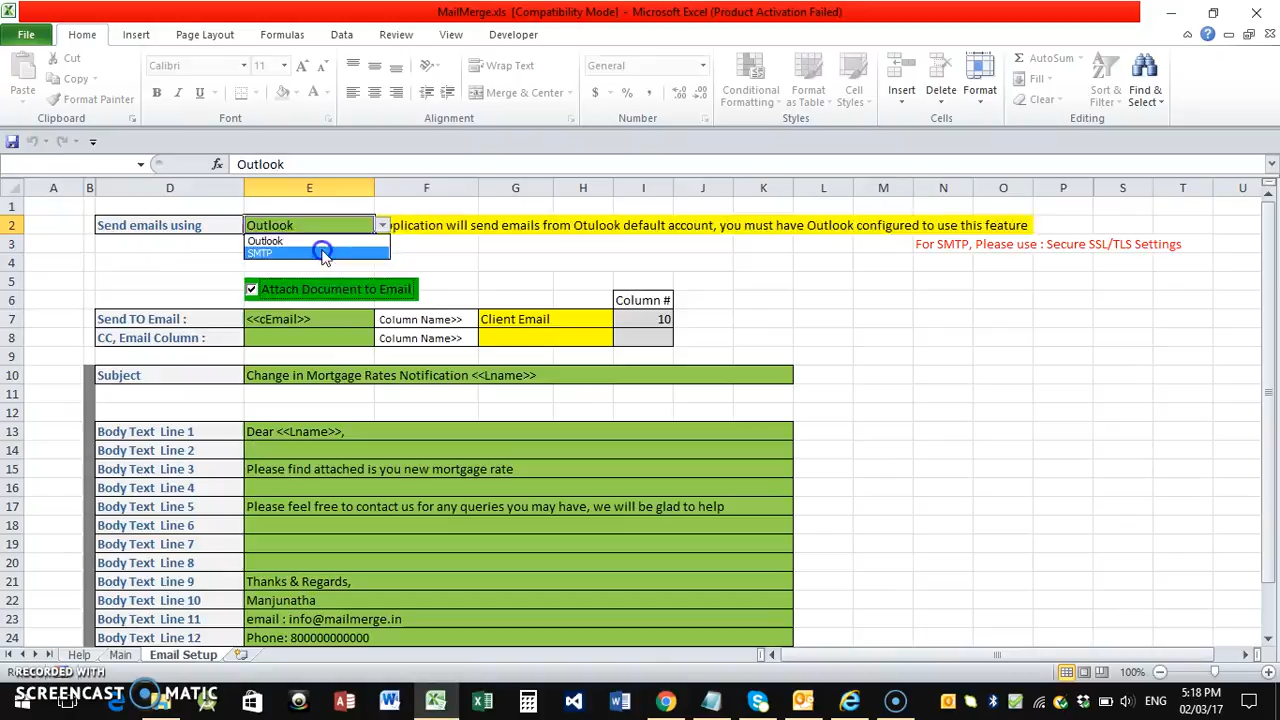 MailMerge.xls [Compatibility Mode] – Microsoft Excel (Product Activation Failed)
File Home Insert Page Layout Formulas Data Review View Developer
Paste Cut Copy Format Painter Clipboard
Calibri 11 B I U Font
Wrap Text Merge & Center Alignment
General $ % , Number
Conditional Formatting Format as Table Cell Styles Styles
Insert Delete Format Cells
AutoSum Fill Clear Sort & Filter Find & Select Editing
fx Outlook
A B D E F G H I J K L M N O P Q R S T U
1
2 Send emails using Outlook pplication will send emails from Otulook default account, you must have Outlook configured to use this feature
3 Outlook For SMTP, Please use : Secure SSL/TLS Settings
4 SMTP
5 Attach Document to Email
6 Column #
7 Send TO Email : <<cEmail>> Column Name>> Client Email 10
8 CC, Email Column : Column Name>>
9
10 Subject Change in Mortgage Rates Notification <<Lname>>
11
12
13 Body Text Line 1 Dear <<Lname>>,
14 Body Text Line 2
15 Body Text Line 3 Please find attached is you new mortgage rate
16 Body Text Line 4
17 Body Text Line 5 Please feel free to contact us for any queries you may have, we will be glad to help
18 Body Text Line 6
19 Body Text Line 7
20 Body Text Line 8
21 Body Text Line 9 Thanks & Regards,
22 Body Text Line 10 Manjunatha
23 Body Text Line 11 email : info@mailmerge.in
24 Body Text Line 12 Phone: 800000000000
Help Main Email Setup
RECORDED WITH
SCREENCAST MATIC
100%
ENG
5:18 PM
02/03/17